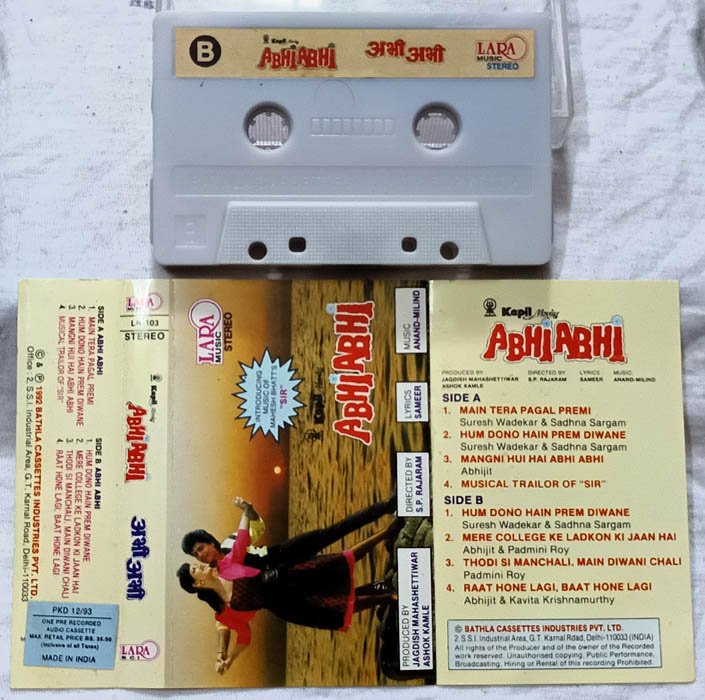 B
Kapil Movies
ABHI ABHI
अभी अभी
LARA
MUSIC
STEREO
B
SIDE A ABHI ABHI
1. MAIN TERA PAGAL PREMI
2. HUM DONO HAIN PREM DIWANE
3. MANGNI HUI HAI ABHI ABHI
4. MUSICAL TRAILOR OF "SIR"
SIDE B ABHI ABHI
1. HUM DONO HAIN PREM DIWANE
2. MERE COLLEGE KE LADKON KI JAAN HAI
3. THODI SI MANCHALI, MAIN DIWANI CHALI
4. RAAT HONE LAGI, BAAT HONE LAGI
© & ℗ 1992 BATHLA CASSETTES INDUSTRIES PVT. LTD.
Office : 2, S.S.I. Industrial Area, G.T. Karnal Road, Delhi-110033
PKD 12/93
ONE PRE RECORDED
AUDIO CASSETTE
MAX. RETAIL PRICE RS. 35.00
(Inclusive of all Taxes)
MADE IN INDIA
LARA
103
STEREO
Kapil Movies
ABHI ABHI
अभी अभी
LARA
LARA
MUSIC
STEREO
INTRODUCING
MUSIC OF
MAHESH BHATT'S
"SIR"
ABHI ABHI
MUSIC
ANAND-MILIND
LYRICS
SAMEER
DIRECTED BY
S.P. RAJARAM
PRODUCED BY
JAGDISH MAHASHETTIWAR
ASHOK KAMLE
Kapil Movies
ABHI ABHI
PRODUCED BY
JAGDISH MAHASHETTIWAR
ASHOK KAMLE
DIRECTED BY
S.P. RAJARAM
LYRICS
SAMEER
MUSIC
ANAND-MILIND
SIDE A
1. MAIN TERA PAGAL PREMI
Suresh Wadekar & Sadhna Sargam
2. HUM DONO HAIN PREM DIWANE
Suresh Wadekar & Sadhna Sargam
3. MANGNI HUI HAI ABHI ABHI
Abhijit
4. MUSICAL TRAILOR OF "SIR"
SIDE B
1. HUM DONO HAIN PREM DIWANE
Suresh Wadekar & Sadhna Sargam
2. MERE COLLEGE KE LADKON KI JAAN HAI
Abhijit & Padmini Roy
3. THODI SI MANCHALI, MAIN DIWANI CHALI
Padmini Roy
4. RAAT HONE LAGI, BAAT HONE LAGI
Abhijit & Kavita Krishnamurthy
© BATHLA CASSETTES INDUSTRIES PVT. LTD.
2, S.S.I. Industrial Area, G.T. Karnal Rdad, Delhi-110033 (INDIA)
All rights of the Producer and of the owner of the Recorded
work reserved. Unauthorised copying, Public Performance,
Broadcasting, Hiring or Rental of this recording Prohibited.